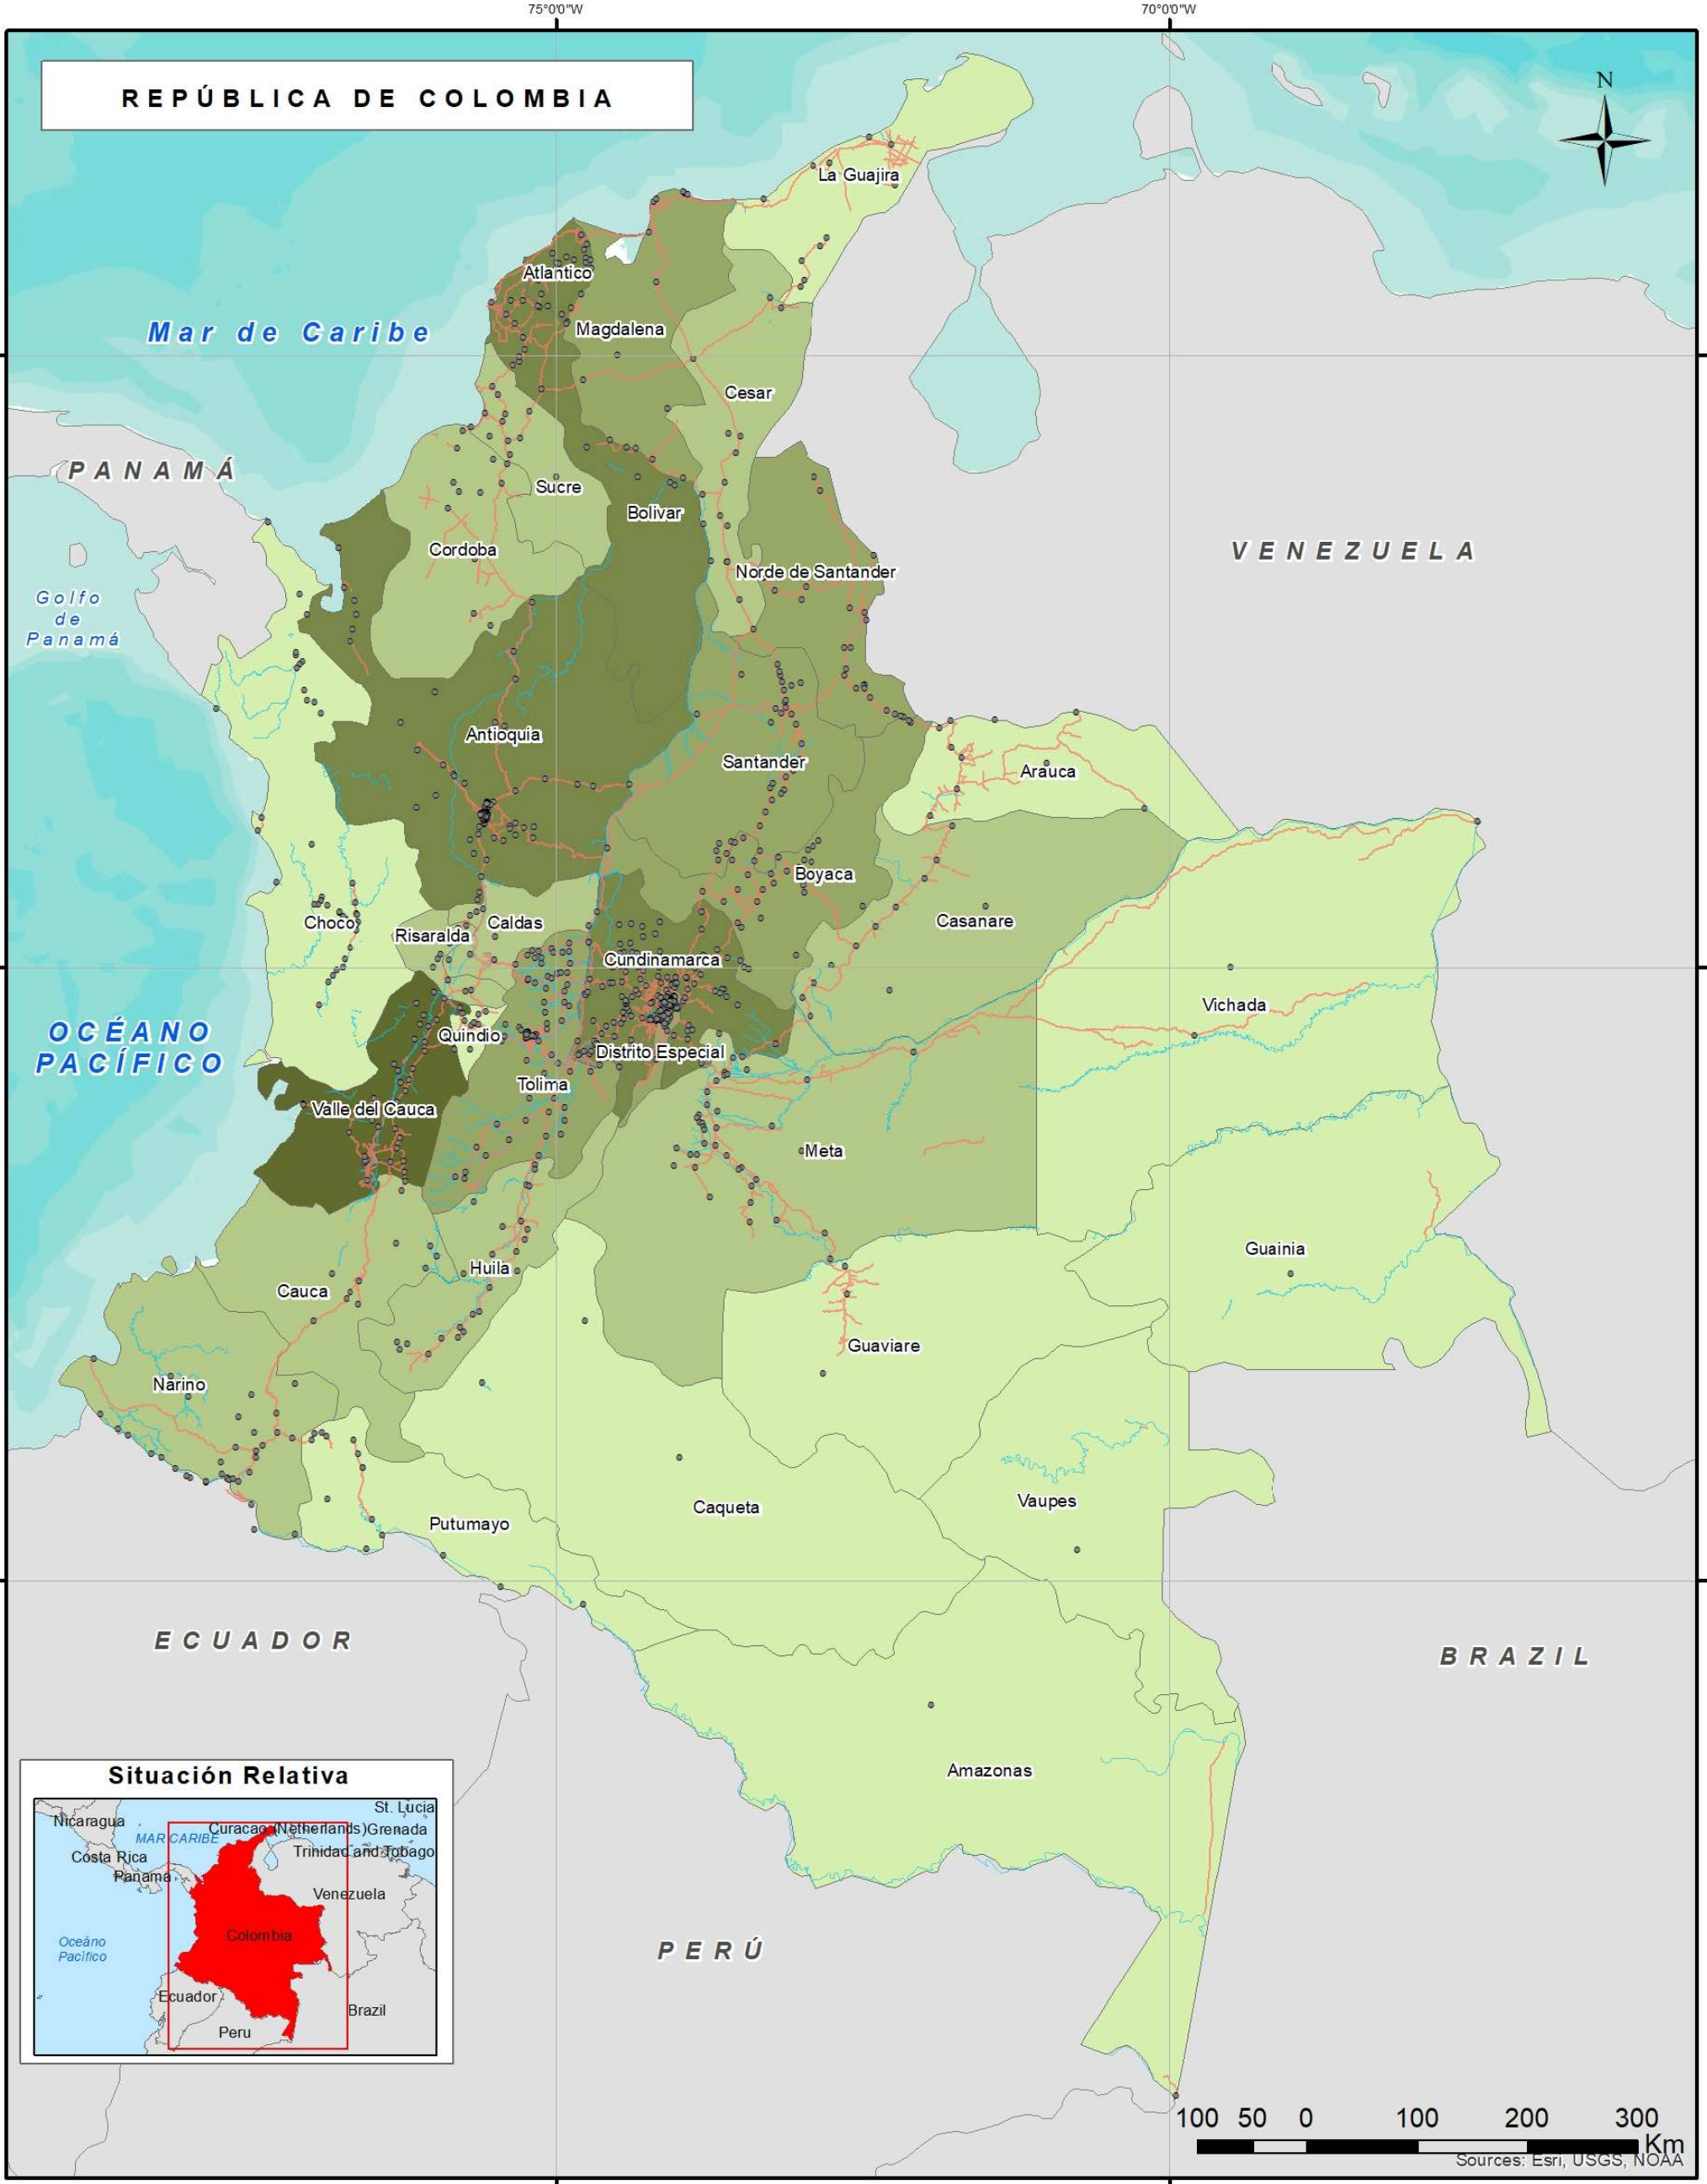 75°0'0"W
70°0'0"W
REPÚBLICA DE COLOMBIA
N
La Guajira
Atlantico
Mar de Caribe
Magdalena
Cesar
PANAMÁ
Sucre
Bolivar
Cordoba
VENEZUELA
Norde de Santander
Golfo
de
Panamá
Antioquia
Santander
Arauca
Boyaca
Choco
Caldas
Casanare
Risaralda
Cundinamarca
Vichada
OCÉANO
PACÍFICO
Quindio
Distrito Especial
Tolima
Valle del Cauca
Meta
Guainia
Huila
Cauca
Guaviare
Narino
Vaupes
Caqueta
Putumayo
ECUADOR
BRAZIL
Amazonas
PERÚ
Situación Relativa
St. Lucia
Nicaragua
Curacao (Netherlands)
Grenada
MAR CARIBE
Trinidad and Tobago
Costa Rica
Panama
Venezuela
Colombia
Oceáno
Pacífico
Ecuador
Brazil
Peru
100 50 0 100 200 300
Km
Sources: Esri, USGS, NOAA